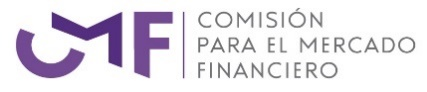 CMF
COMISIÓN
PARA EL MERCADO
FINANCIERO